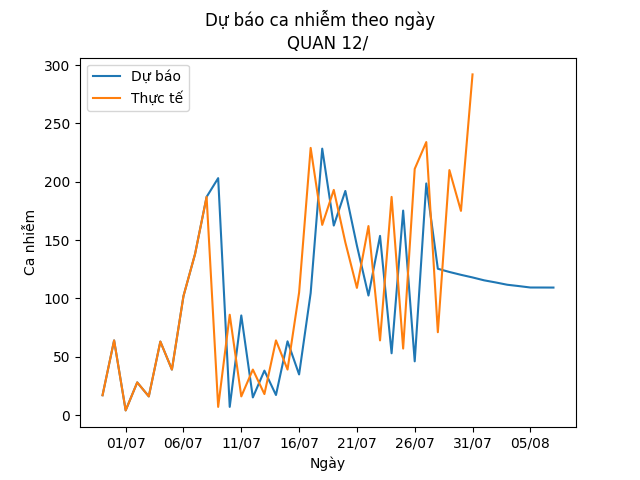 Dự báo ca nhiễm theo ngày
QUAN 12/
Dự báo
Thực tế
Ca nhiễm
300
250
200
150
100
50
0
01/07 06/07 11/07 16/07 21/07 26/07 31/07 05/08
Ngày